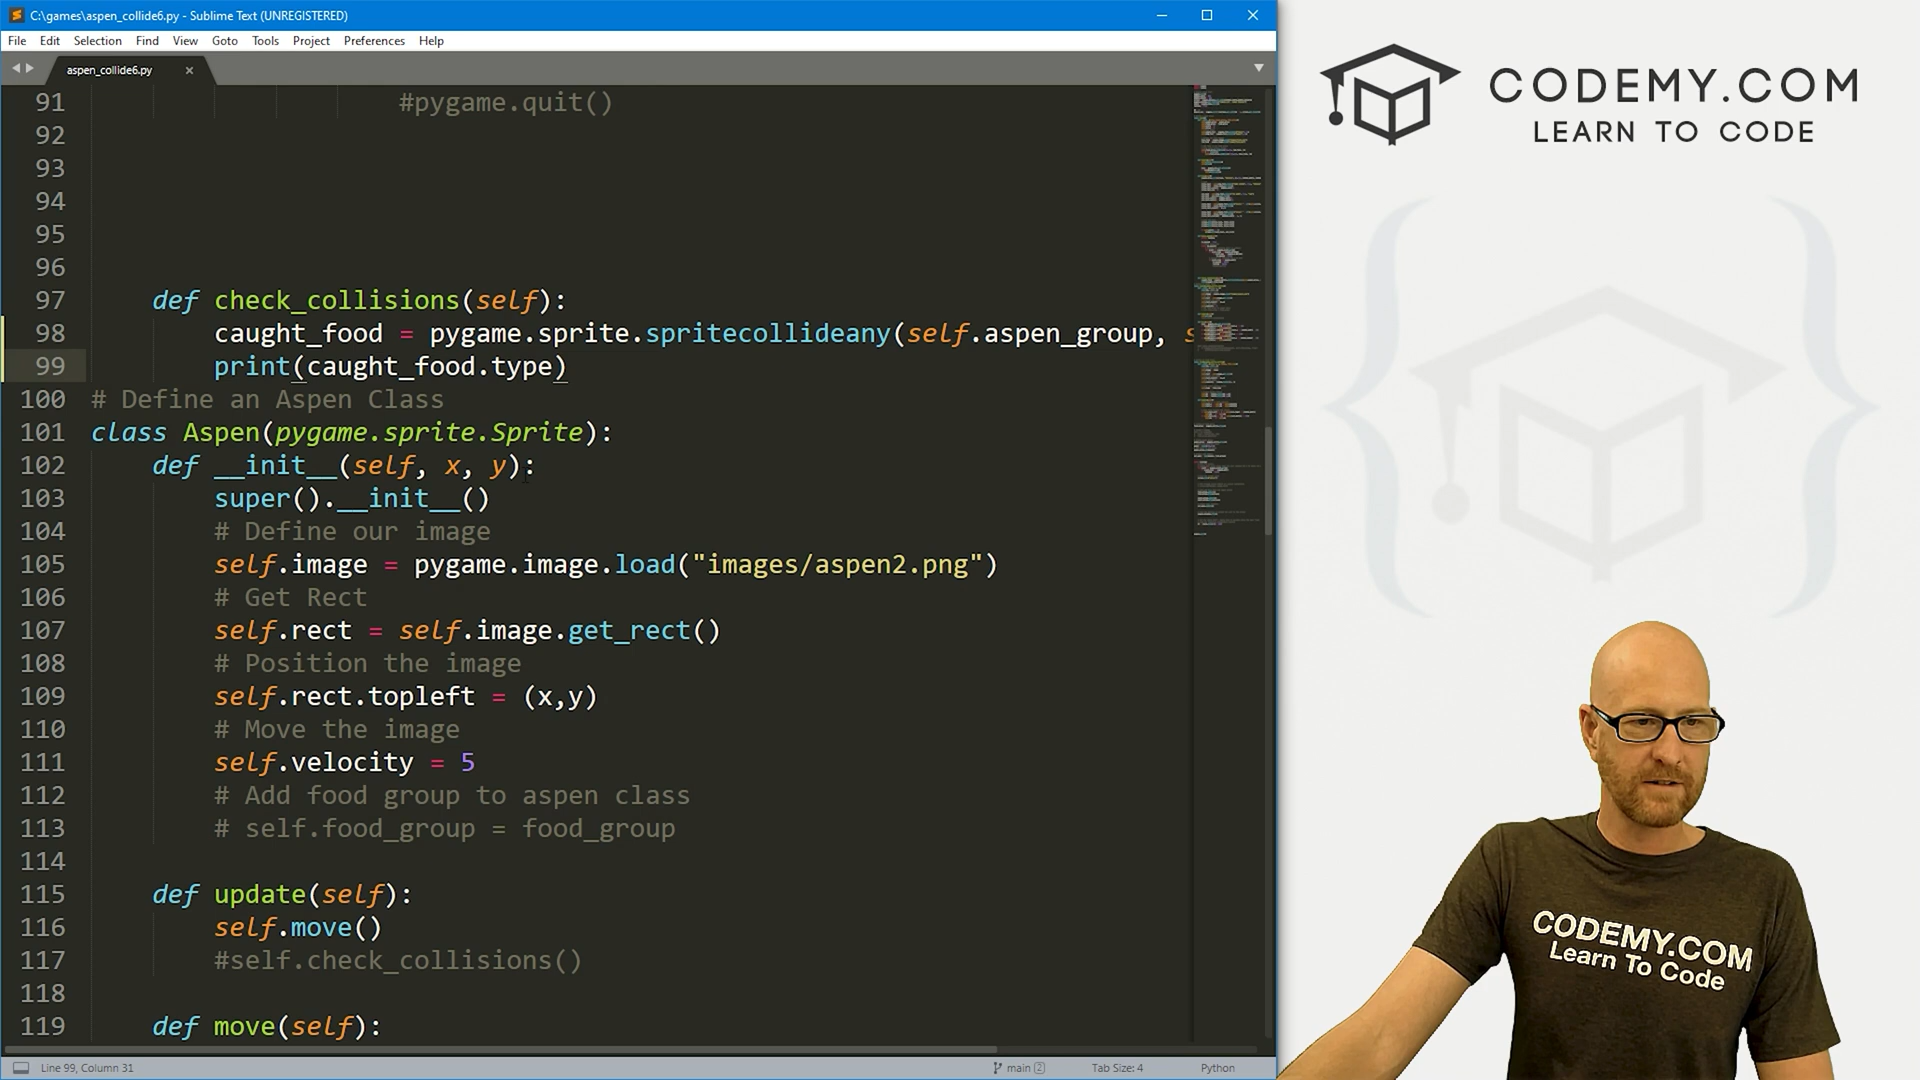 C:\games\aspen_collide6.py - Sublime Text (UNREGISTERED)
File Edit Selection Find View Goto Tools Project Preferences Help
aspen_collide6.py
91 #pygame.quit()
92
93
94
95
96
97 def check_collisions(self):
98 caught_food = pygame.sprite.spritecollideany(self.aspen_group, s
99 print(caught_food.type)
100 # Define an Aspen Class
101 class Aspen(pygame.sprite.Sprite):
102 def __init__(self, x, y):
103 super().__init__()
104 # Define our image
105 self.image = pygame.image.load("images/aspen2.png")
106 # Get Rect
107 self.rect = self.image.get_rect()
108 # Position the image
109 self.rect.topleft = (x,y)
110 # Move the image
111 self.velocity = 5
112 # Add food group to aspen class
113 # self.food_group = food_group
114
115 def update(self):
116 self.move()
117 #self.check_collisions()
118
119 def move(self):
Line 99, Column 31
main 2
Tab Size: 4
Python
CODEMY.COM
LEARN TO CODE
CODEMY.COM
Learn To Code